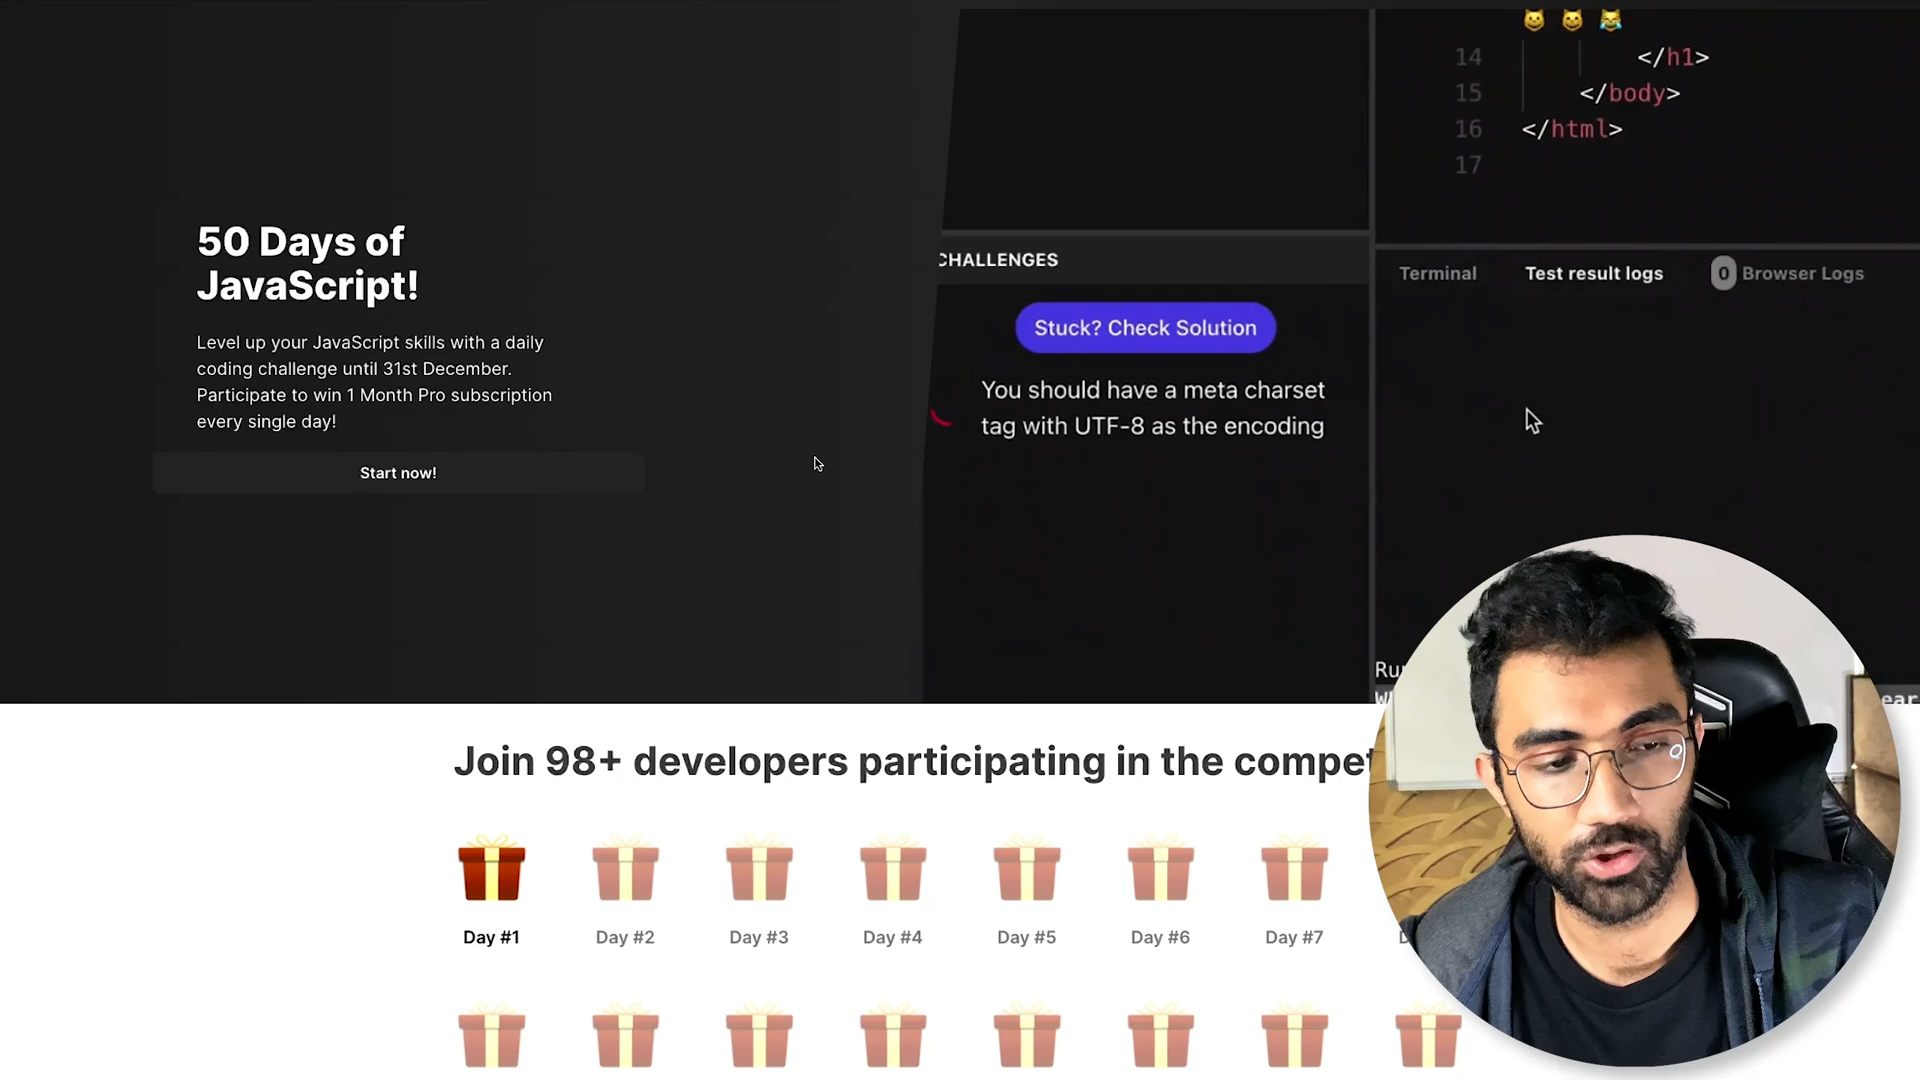 50 Days of
JavaScript!
Level up your JavaScript skills with a daily
coding challenge until 31st December.
Participate to win 1 Month Pro subscription
every single day!
Start now!
14 </h1>
15 </body>
16 </html>
17
CHALLENGES
Stuck? Check Solution
You should have a meta charset
tag with UTF-8 as the encoding
Terminal Test result logs 0 Browser Logs
Join 98+ developers participating in the compet
Day #1 Day #2 Day #3 Day #4 Day #5 Day #6 Day #7